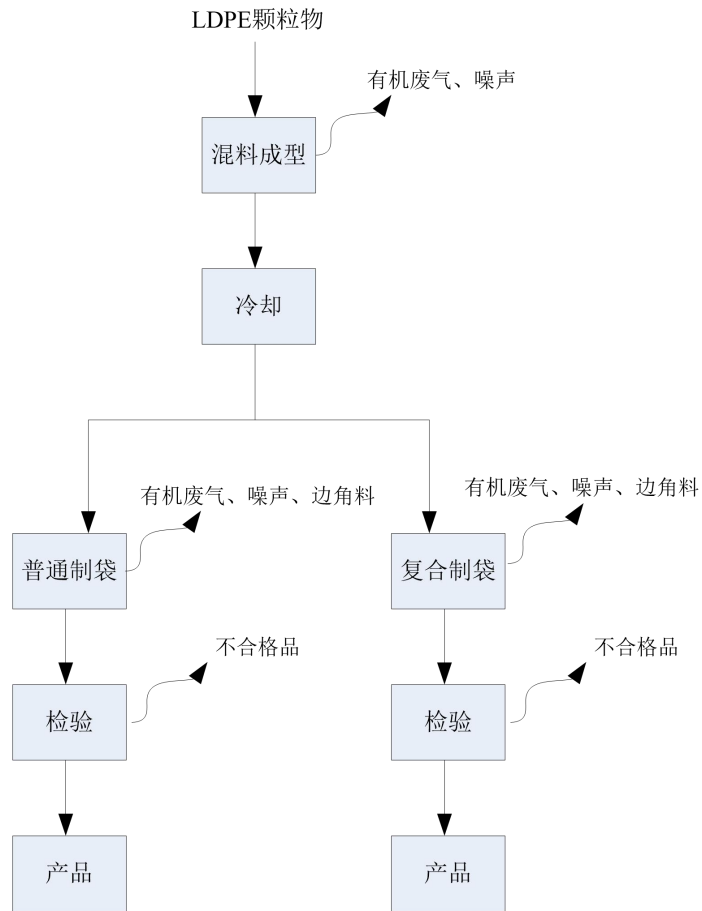 LDPE颗粒物
有机废气、噪声
混料成型
冷却
有机废气、噪声、边角料
有机废气、噪声、边角料
普通制袋
复合制袋
不合格品
不合格品
检验
检验
产品
产品